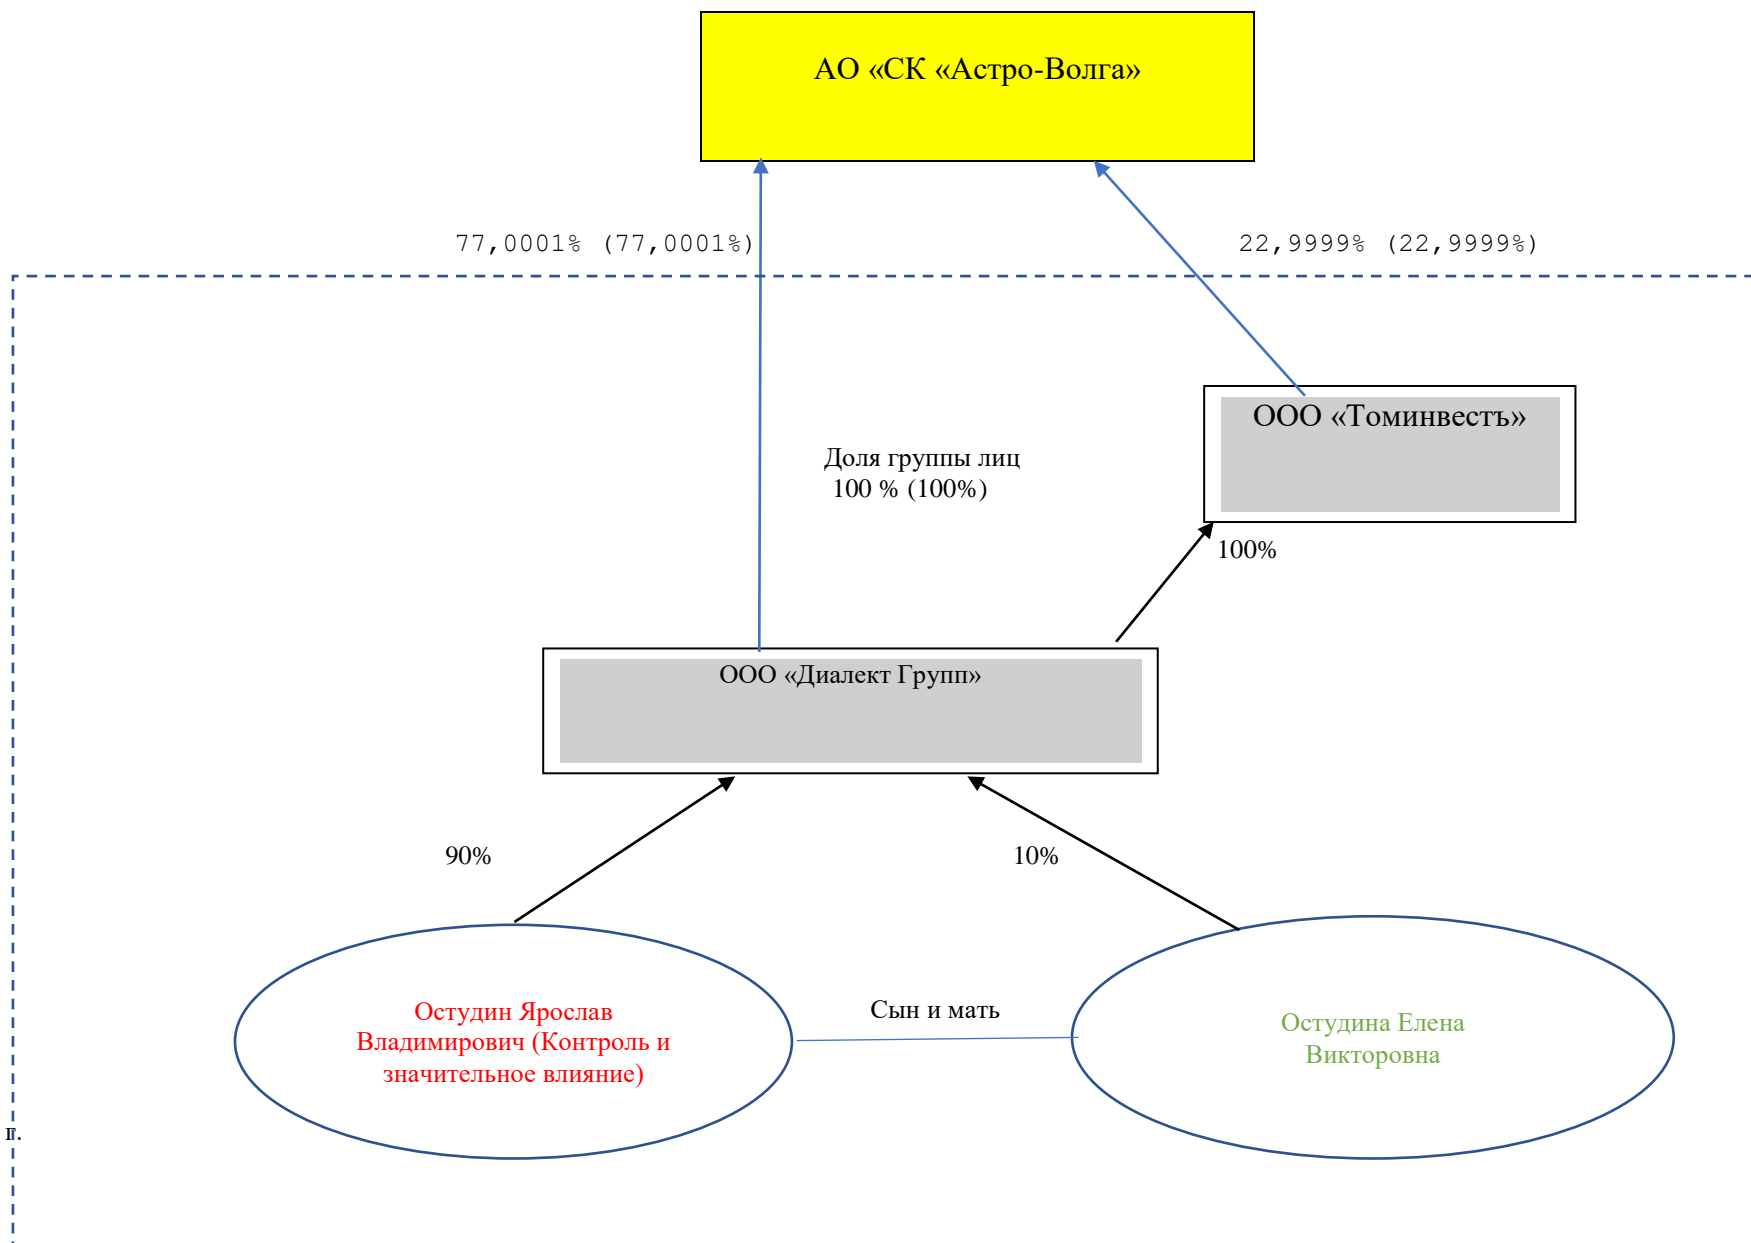 АО «СК «Астро-Волга»
77,0001% (77,0001%)
22,9999% (22,9999%)
ООО «Томинвестъ»
Доля группы лиц
100 % (100%)
100%
ООО «Диалект Групп»
90%
10%
Остудин Ярослав
Владимирович (Контроль и
значительное влияние)
Сын и мать
Остудина Елена
Викторовна
г.